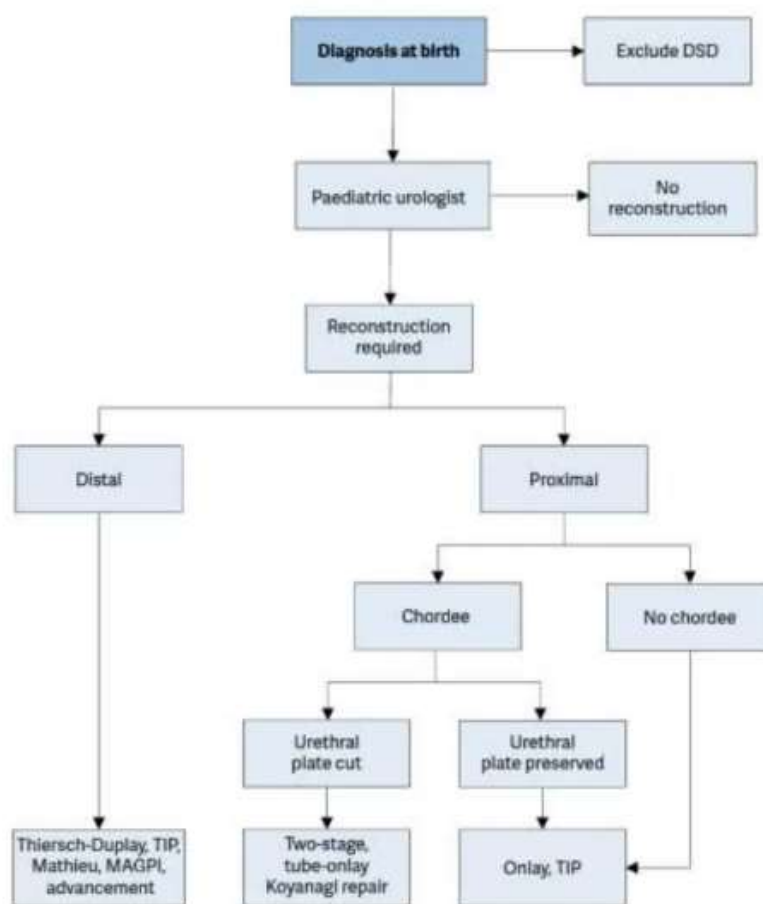 Diagnosis at birth
Exclude DSD
Paediatric urologist
No
reconstruction
Reconstruction
required
Distal
Proximal
Chordee
No chordee
Urethral
plate cut
Urethral
plate preserved
Thiersch-Duplay, TIP,
Mathieu, MAGPI,
advancement
Two-stage,
tube-onlay
Koyanagi repair
Onlay, TIP